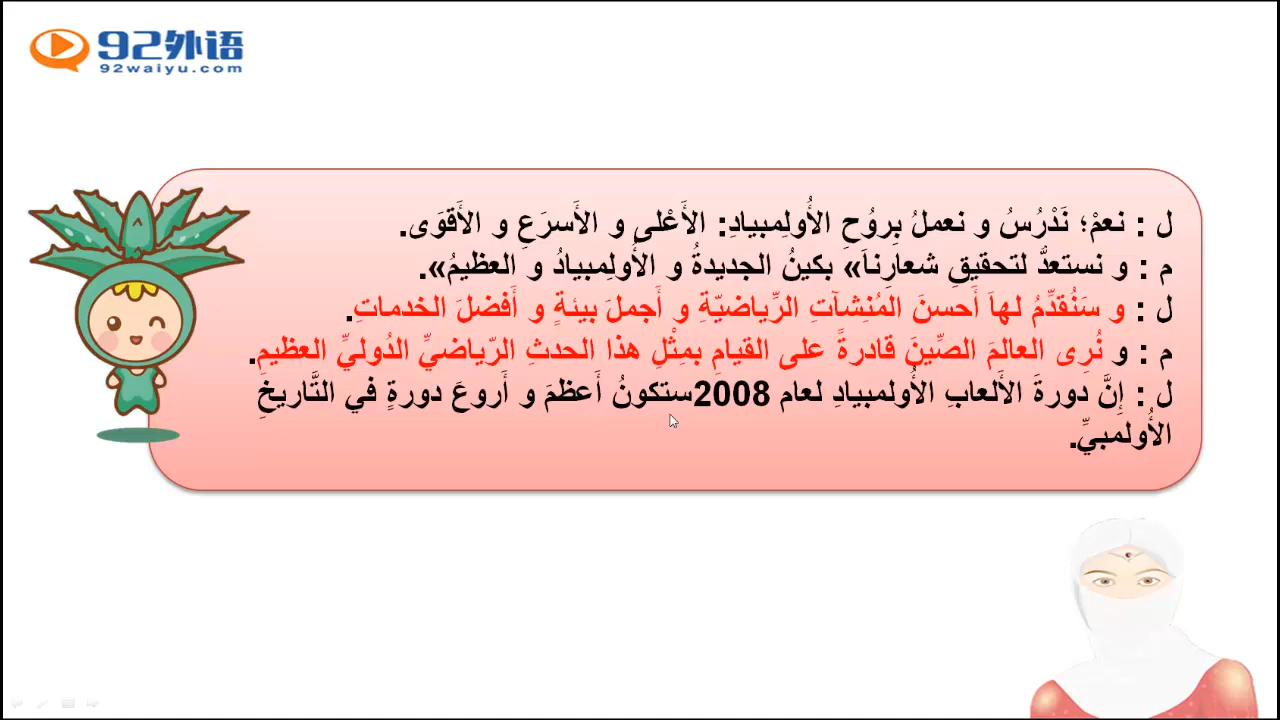 92外语
92waiyu.com
ل : نعمْ؛ نَدْرُسُ و نعملُ بِروُحِ الأُولِمبيادِ: الأَعْلى و الأَسرَعِ و الأَقوَى.
م : و نستعدُّ لتحقيقِ شعارِناَ» بكينُ الجديدةُ و الأُولِمبيادُ و العظيمُ».
ل : و سَنُقدِّمُ لهاَ أَحسنَ المُنِشآتِ الرِّياضيّةِ و أَجملَ بيئةٍ و أَفضلَ الخدماتِ.
م : و نُرِى العالمَ الصِّينَ قادرةً على القيامِ بمِثْلِ هذا الحدثِ الرّياضيِّ الدُوليِّ العظيمِ.
ل : إِنَّ دورةَ الأَلعابِ الأُولمبيادِ لعام 2008ستكونُ أَعظمَ و أَروعَ دورةٍ في التَّاريخِ
الأُولمبيِّ.